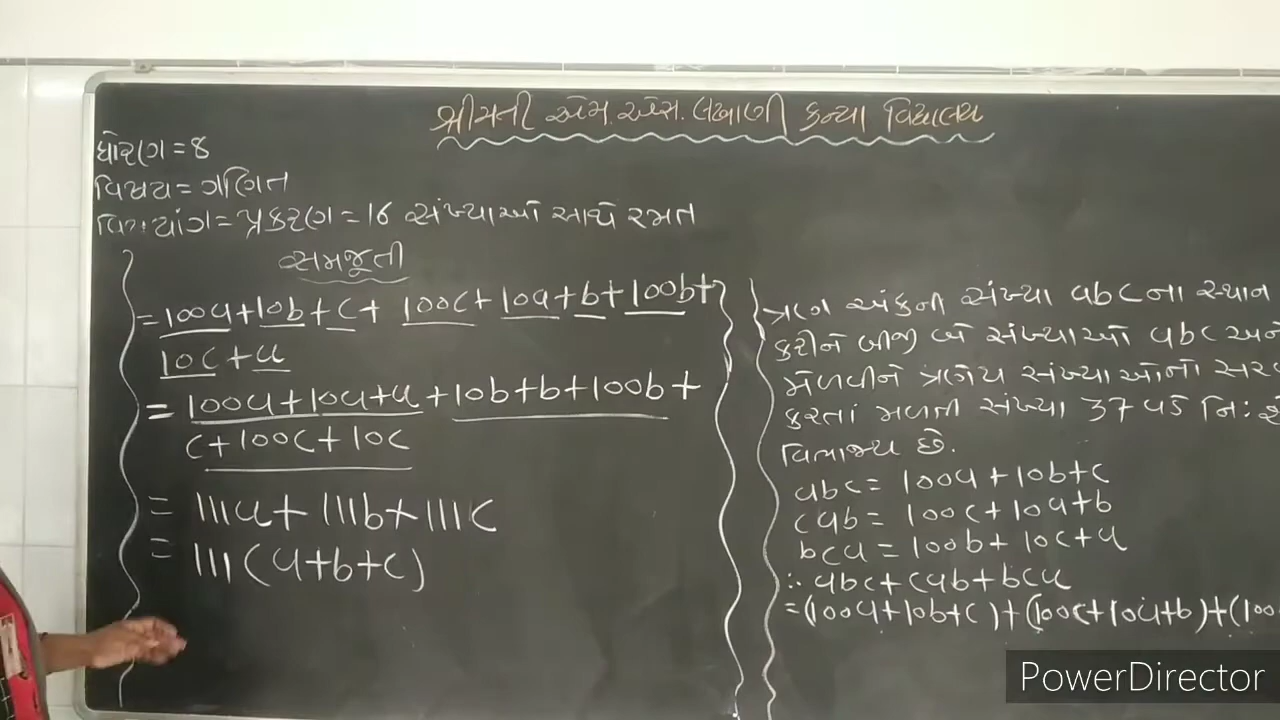 શ્રીમતી એમ. એસ. લખાણી કન્યા વિદ્યાલય
ધોરણ = 8
વિષય = ગણિત
વિષયાંગ = પ્રકરણ = 16 સંખ્યાઓ સાથે રમત
સમજૂતી
= 100a + 10b + c + 100c + 10a + b + 100b +
10c + a
= 100a + 10a + a + 10b + b + 100b +
c + 100c + 10c
= 111a + 111b + 111c
= 111 (a + b + c)
ત્રણ અંકની સંખ્યા abc ના સ્થાન
કરીને બીજી બે સંખ્યાઓ abc અને
મેળવીને ત્રણેય સંખ્યાઓનો
કરતાં મળતી સંખ્યા 37 વડે
વિભાજ્ય છે.
abc = 100a + 10b + c
cab = 100c + 10a + b
bca = 100b + 10c + a
∴ abc + cab + bca
= (100a + 10b + c) + (100c + 10a + b) + (100
PowerDirector